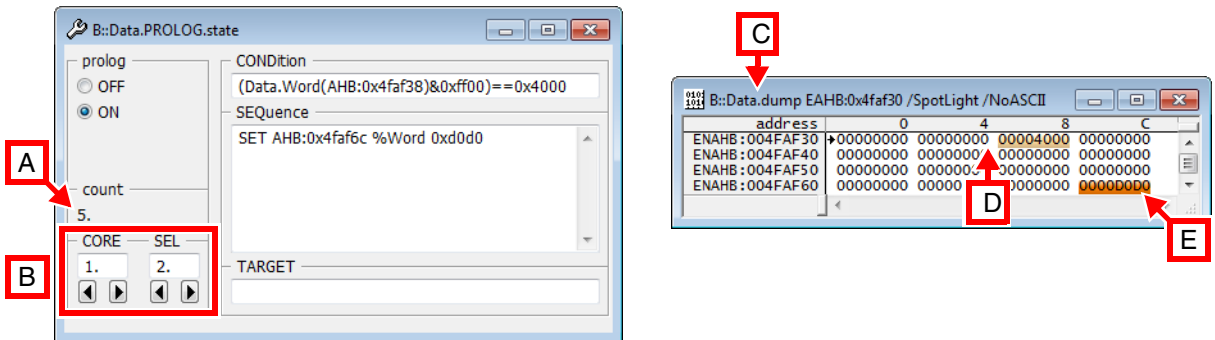 B::Data.PROLOG.state
prolog
OFF
ON
CONDition
(Data.Word(AHB:0x4faf38)&0xff00)==0x4000
SEQuence
SET AHB:0x4faf6c %Word 0xd0d0
A
count
5.
B
CORE SEL
1. 2.
TARGET
C
B::Data.dump EAHB:0x4faf30 /SpotLight /NoASCII
address 0 4 8 C
ENAHB:004FAF30 00000000 00000000 00004000 00000000
ENAHB:004FAF40 00000000 00000000 00000000 00000000
ENAHB:004FAF50 00000000 0000000 00000000 00000000
ENAHB:004FAF60 00000000 00000 0000000 0000D0D0
D
E